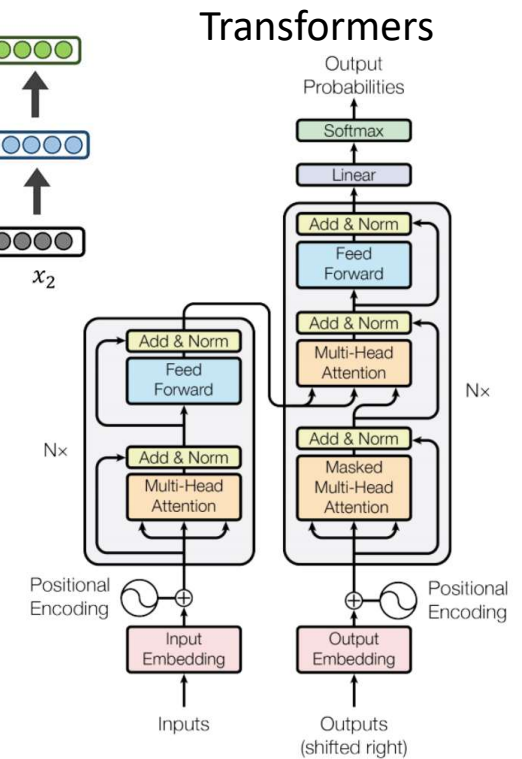 Transformers
x₂
Output
Probabilities
Softmax
Linear
Add & Norm
Feed
Forward
Add & Norm
Multi-Head
Attention
Nx
Add & Norm
Masked
Multi-Head
Attention
Positional
Encoding
Output
Embedding
Outputs
(shifted right)
Add & Norm
Feed
Forward
Nx
Add & Norm
Multi-Head
Attention
Positional
Encoding
Input
Embedding
Inputs